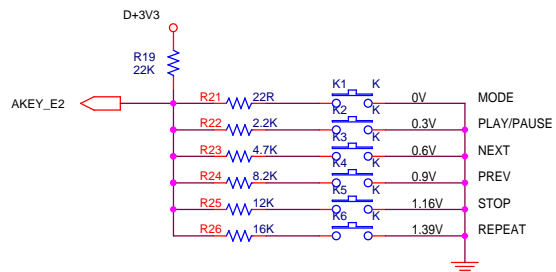 D+3V3
R19
22K
AKEY_E2
R21 22R K1 K 0V MODE
R22 2.2K K2 K 0.3V PLAY/PAUSE
R23 4.7K K3 K 0.6V NEXT
R24 8.2K K4 K 0.9V PREV
R25 12K K5 K 1.16V STOP
R26 16K K6 K 1.39V REPEAT